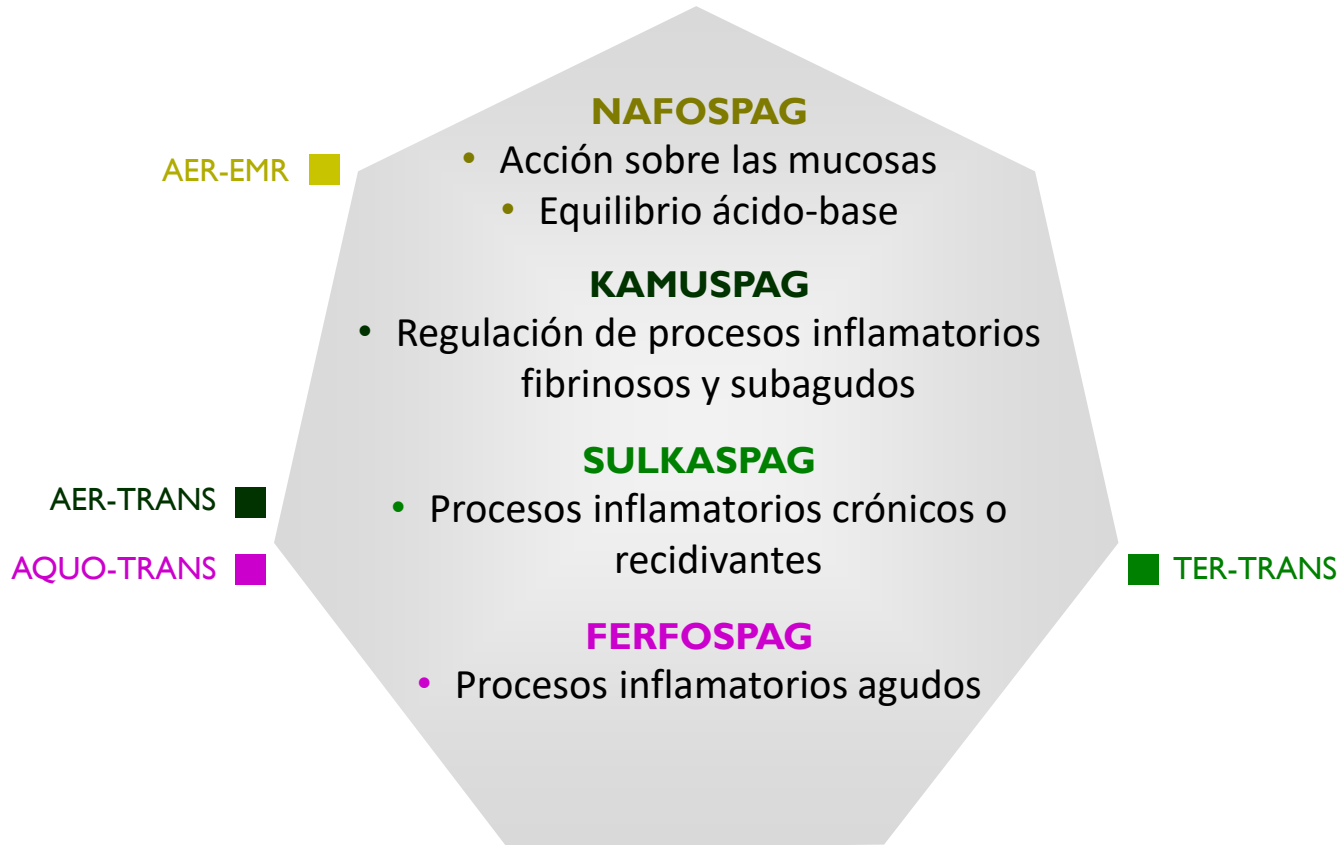 NAFOSPAG
• Acción sobre las mucosas
• Equilibrio ácido-base
AER-EMR
KAMUSPAG
• Regulación de procesos inflamatorios
fibrinosos y subagudos
SULKASPAG
• Procesos inflamatorios crónicos o
recidivantes
AER-TRANS
AQUO-TRANS
TER-TRANS
FERFOSPAG
• Procesos inflamatorios agudos